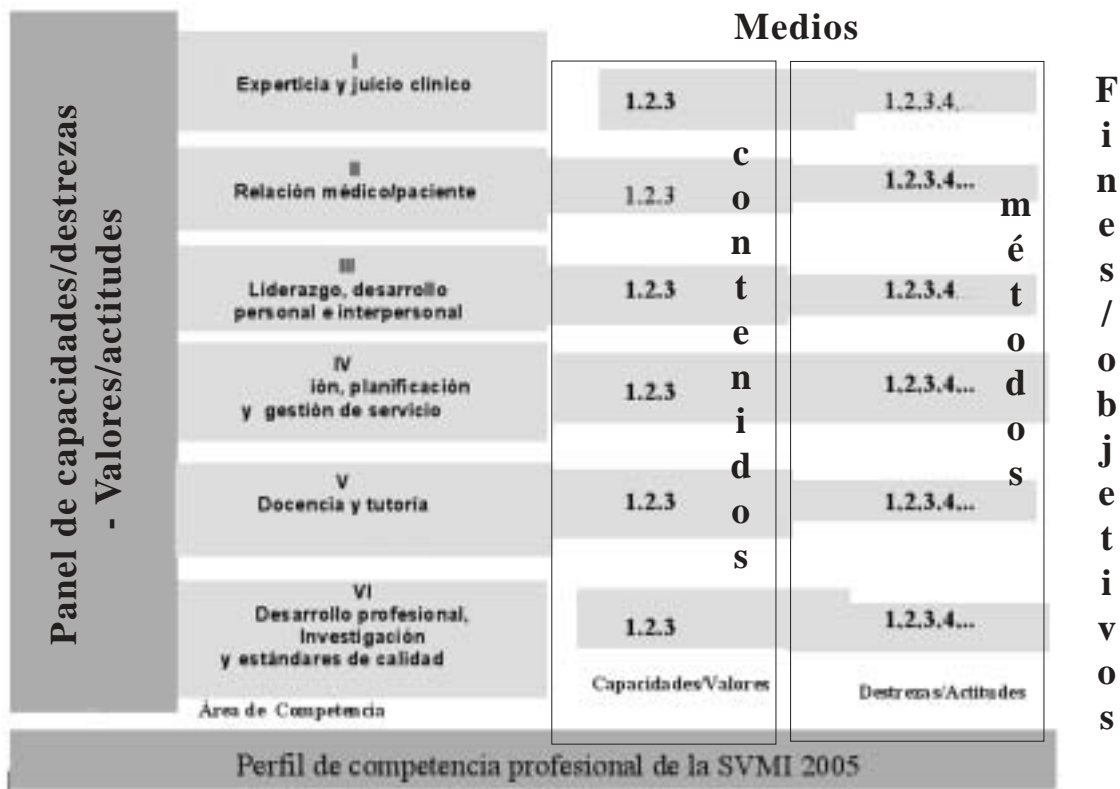 Medios
Panel de capacidades/destrezas
- Valores/actitudes
I
Experticia y juicio clínico
1.2.3
1,2,3,4,...
II
Relación médico/paciente
1.2.3
1,2,3,4,...
III
Liderazgo, desarrollo
personal e interpersonal
1.2.3
1,2,3,4
IV
ión, planificación
y gestión de servicio
1.2.3
1,2,3,4,...
V
Docencia y tutoría
1.2.3
1,2,3,4,...
VI
Desarrollo profesional,
Investigación
y estándares de calidad
1.2.3
1,2,3,4,...
contenidos
métodos
Fines/objetivos
Área de Competencia
Capacidades/Valores
Destrezas/Actitudes
Perfil de competencia profesional de la SVMI 2005